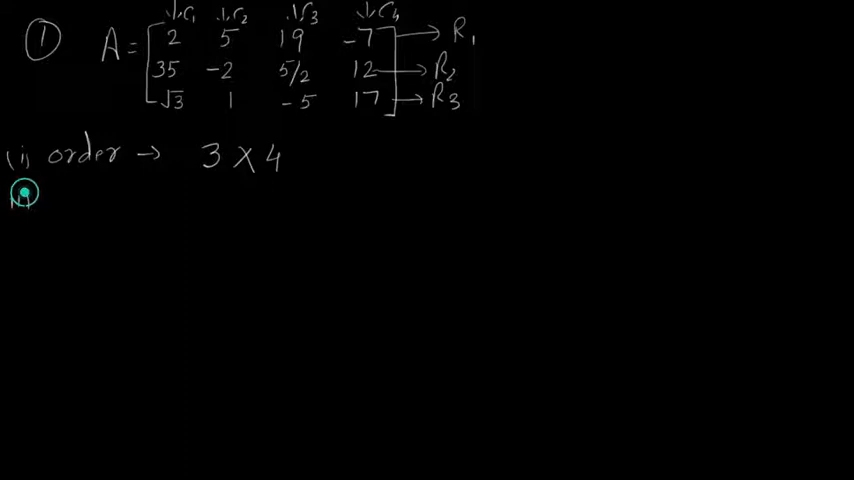 ↓C₁ ↓C₂ ↓C₃ ↓C₄
① A = [ 2 5 19 -7 ] → R₁
35 -2 5/2 12 → R₂
√3 1 -5 17 → R₃
(i) order → 3 × 4